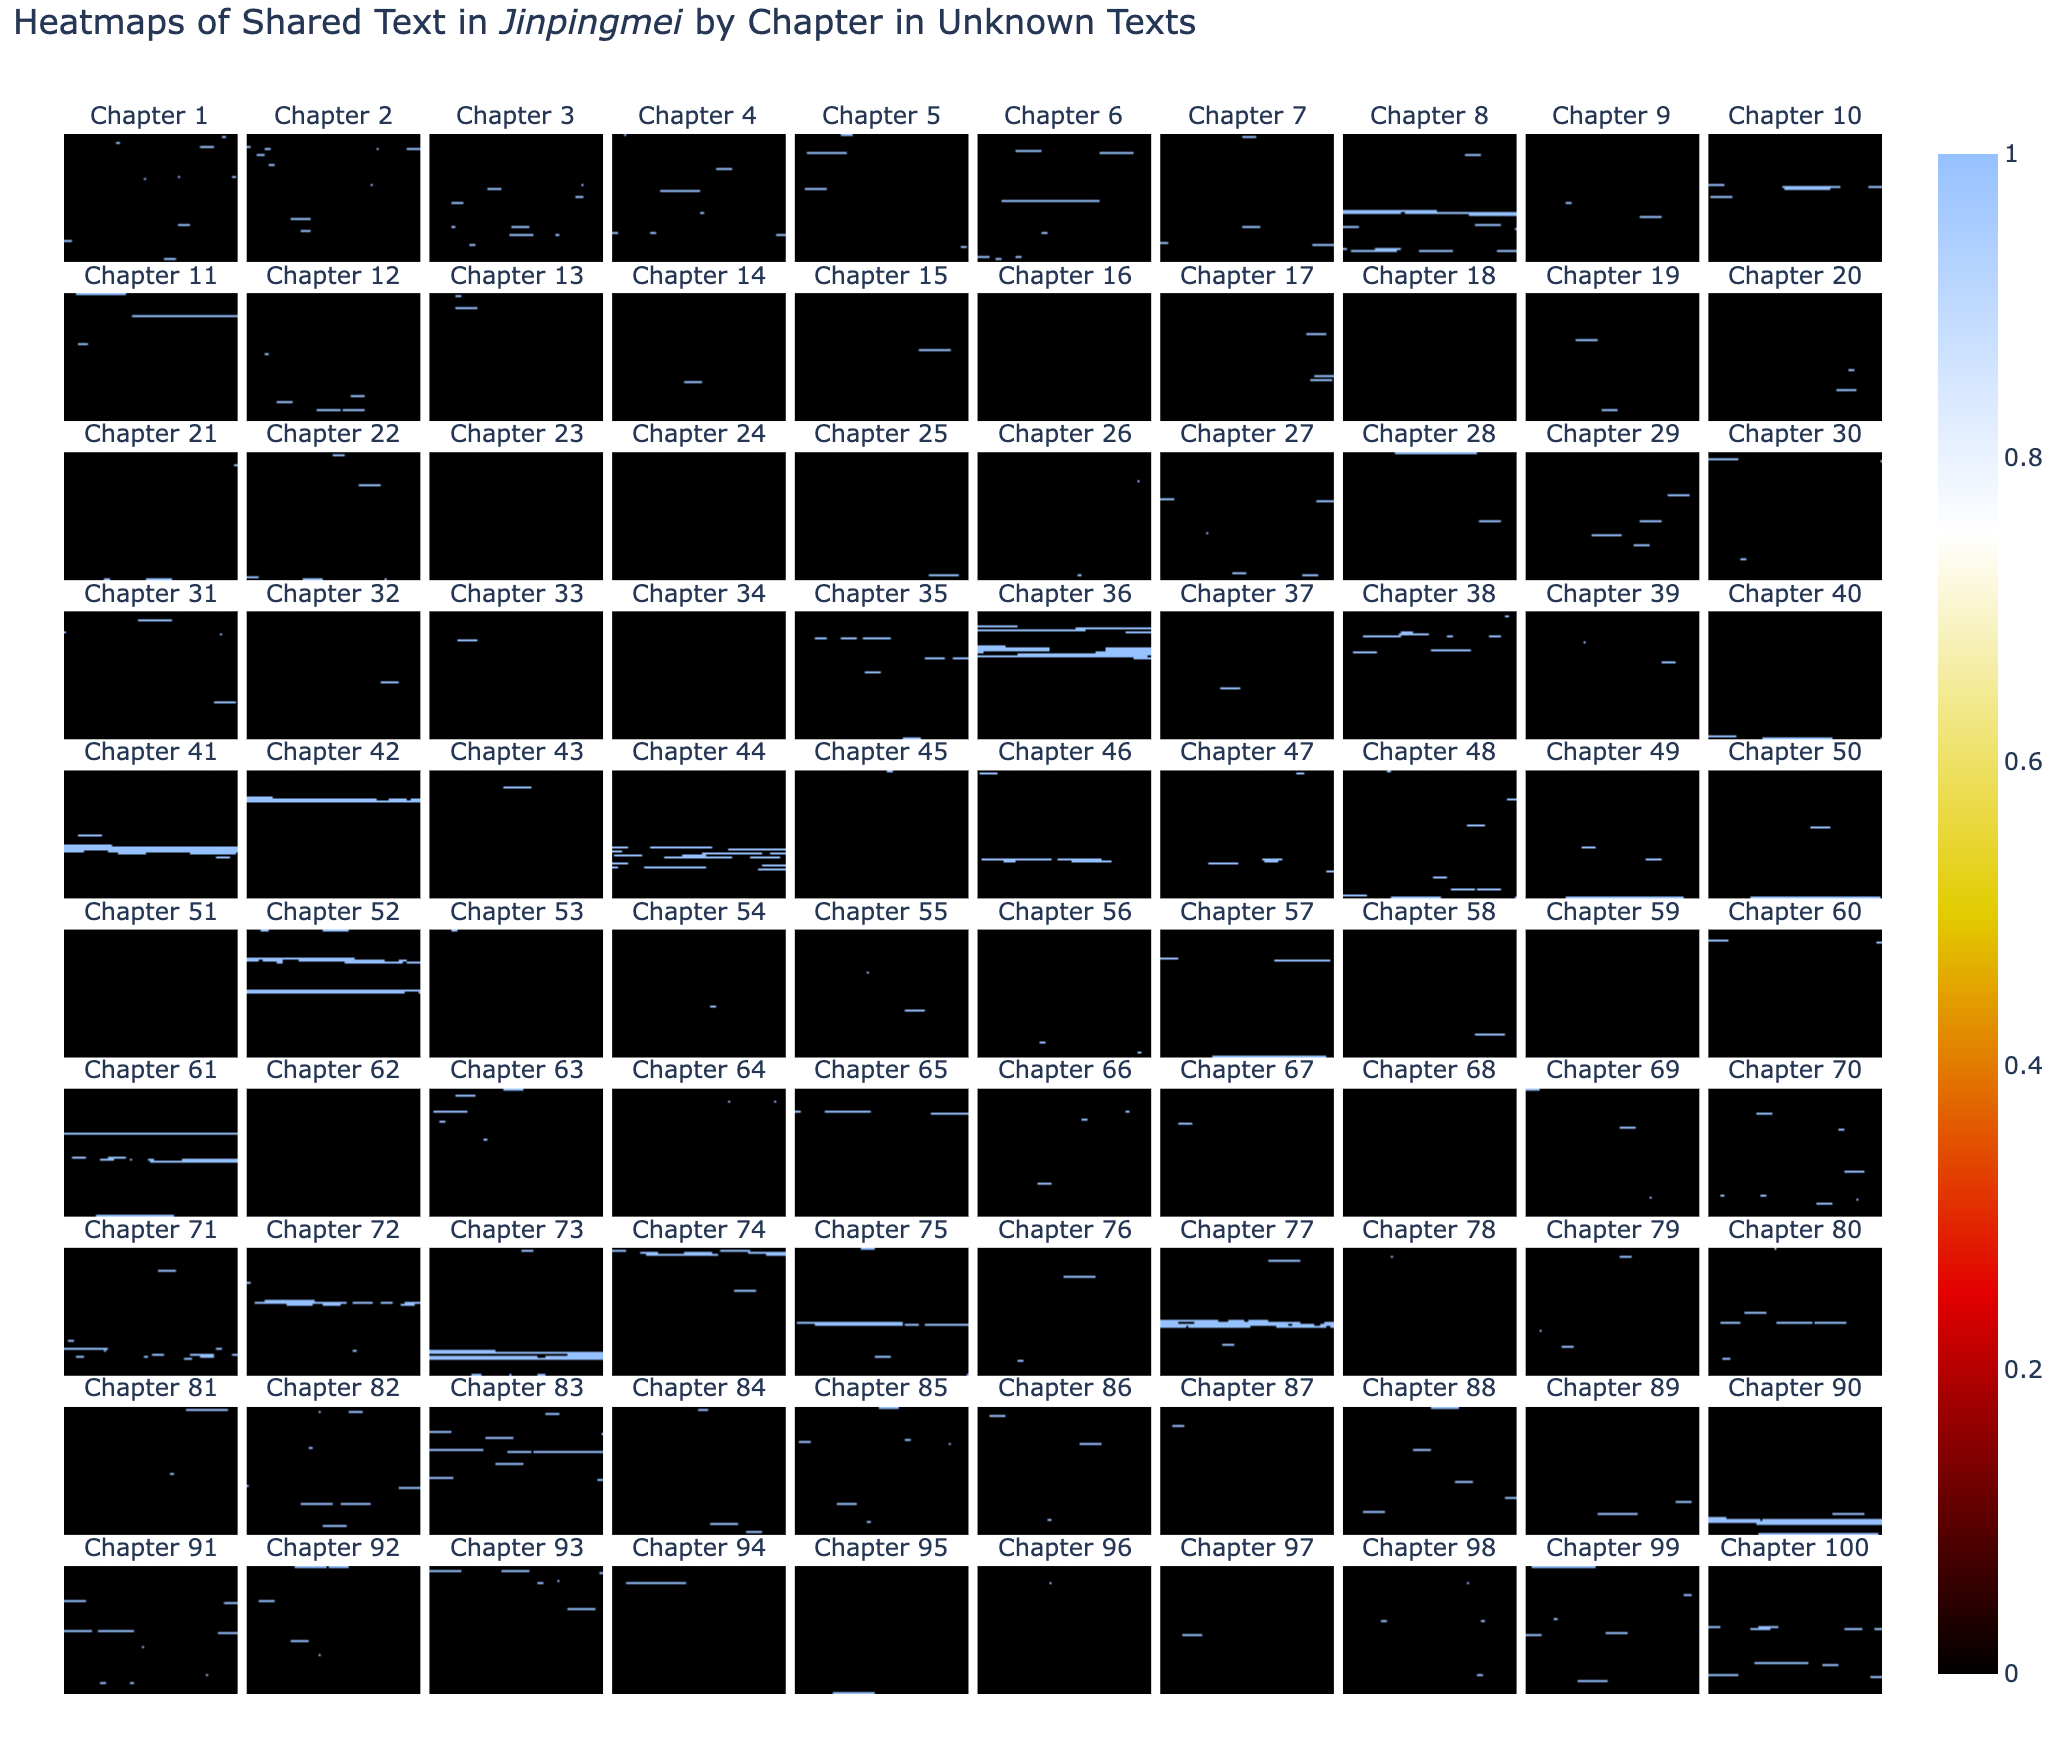 Heatmaps of Shared Text in Jinpingmei by Chapter in Unknown Texts
Chapter 1 Chapter 2 Chapter 3 Chapter 4 Chapter 5 Chapter 6 Chapter 7 Chapter 8 Chapter 9 Chapter 10
1
Chapter 11 Chapter 12 Chapter 13 Chapter 14 Chapter 15 Chapter 16 Chapter 17 Chapter 18 Chapter 19 Chapter 20
Chapter 21 Chapter 22 Chapter 23 Chapter 24 Chapter 25 Chapter 26 Chapter 27 Chapter 28 Chapter 29 Chapter 30
0.8
Chapter 31 Chapter 32 Chapter 33 Chapter 34 Chapter 35 Chapter 36 Chapter 37 Chapter 38 Chapter 39 Chapter 40
Chapter 41 Chapter 42 Chapter 43 Chapter 44 Chapter 45 Chapter 46 Chapter 47 Chapter 48 Chapter 49 Chapter 50
0.6
Chapter 51 Chapter 52 Chapter 53 Chapter 54 Chapter 55 Chapter 56 Chapter 57 Chapter 58 Chapter 59 Chapter 60
Chapter 61 Chapter 62 Chapter 63 Chapter 64 Chapter 65 Chapter 66 Chapter 67 Chapter 68 Chapter 69 Chapter 70
0.4
Chapter 71 Chapter 72 Chapter 73 Chapter 74 Chapter 75 Chapter 76 Chapter 77 Chapter 78 Chapter 79 Chapter 80
0.2
Chapter 81 Chapter 82 Chapter 83 Chapter 84 Chapter 85 Chapter 86 Chapter 87 Chapter 88 Chapter 89 Chapter 90
Chapter 91 Chapter 92 Chapter 93 Chapter 94 Chapter 95 Chapter 96 Chapter 97 Chapter 98 Chapter 99 Chapter 100
0